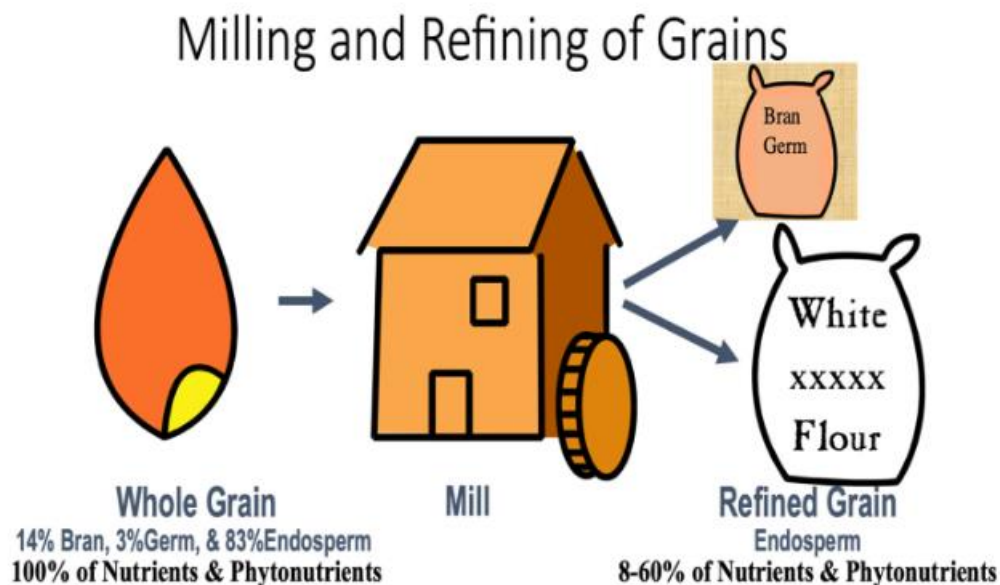 Milling and Refining of Grains
Bran
Germ
White
xxxxx
Flour
Whole Grain
14% Bran, 3%Germ, & 83%Endosperm
100% of Nutrients & Phytonutrients
Mill
Refined Grain
Endosperm
8-60% of Nutrients & Phytonutrients